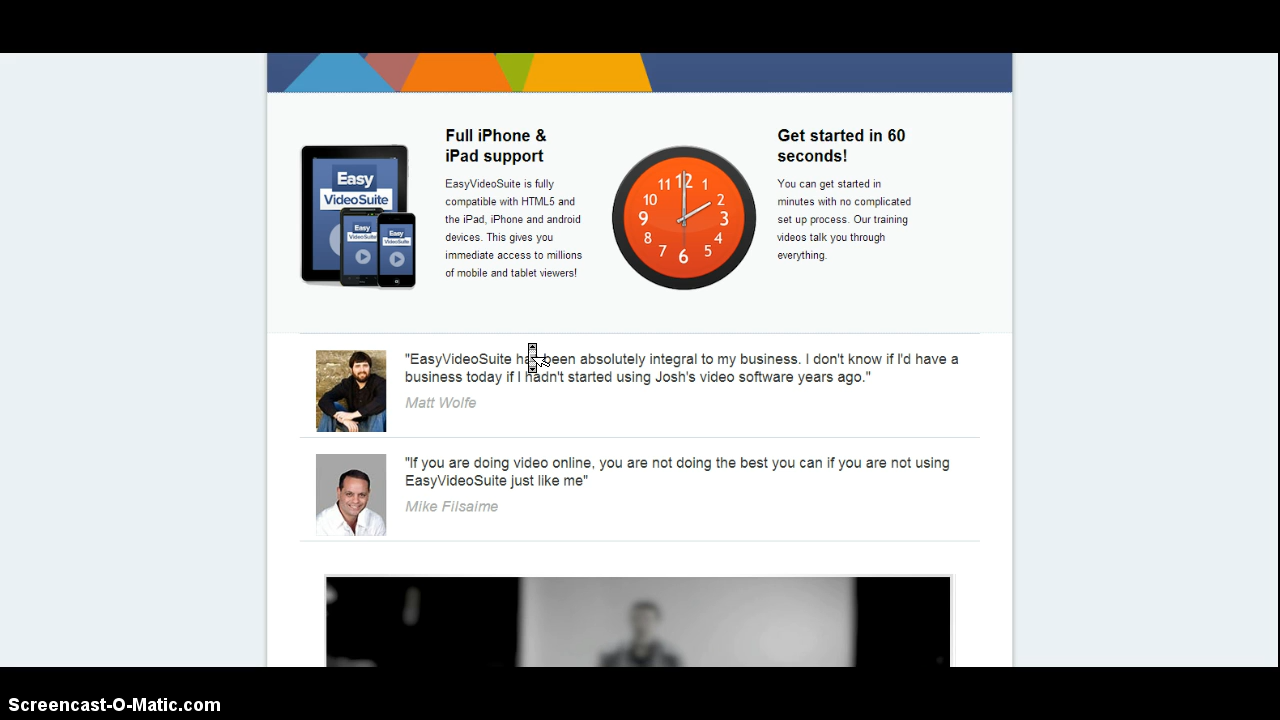 Full iPhone &
iPad support
EasyVideoSuite is fully
compatible with HTML5 and
the iPad, iPhone and android
devices. This gives you
immediate access to millions
of mobile and tablet viewers!
Easy
VideoSuite
Easy
VideoSuite
Easy
VideoSuite
11 12 1
10 2
9 3
8 4
7 6 5
Get started in 60
seconds!
You can get started in
minutes with no complicated
set up process. Our training
videos talk you through
everything.
"EasyVideoSuite has been absolutely integral to my business. I don't know if I'd have a
business today if I hadn't started using Josh's video software years ago."
Matt Wolfe
"If you are doing video online, you are not doing the best you can if you are not using
EasyVideoSuite just like me"
Mike Filsaime
Screencast-O-Matic.com